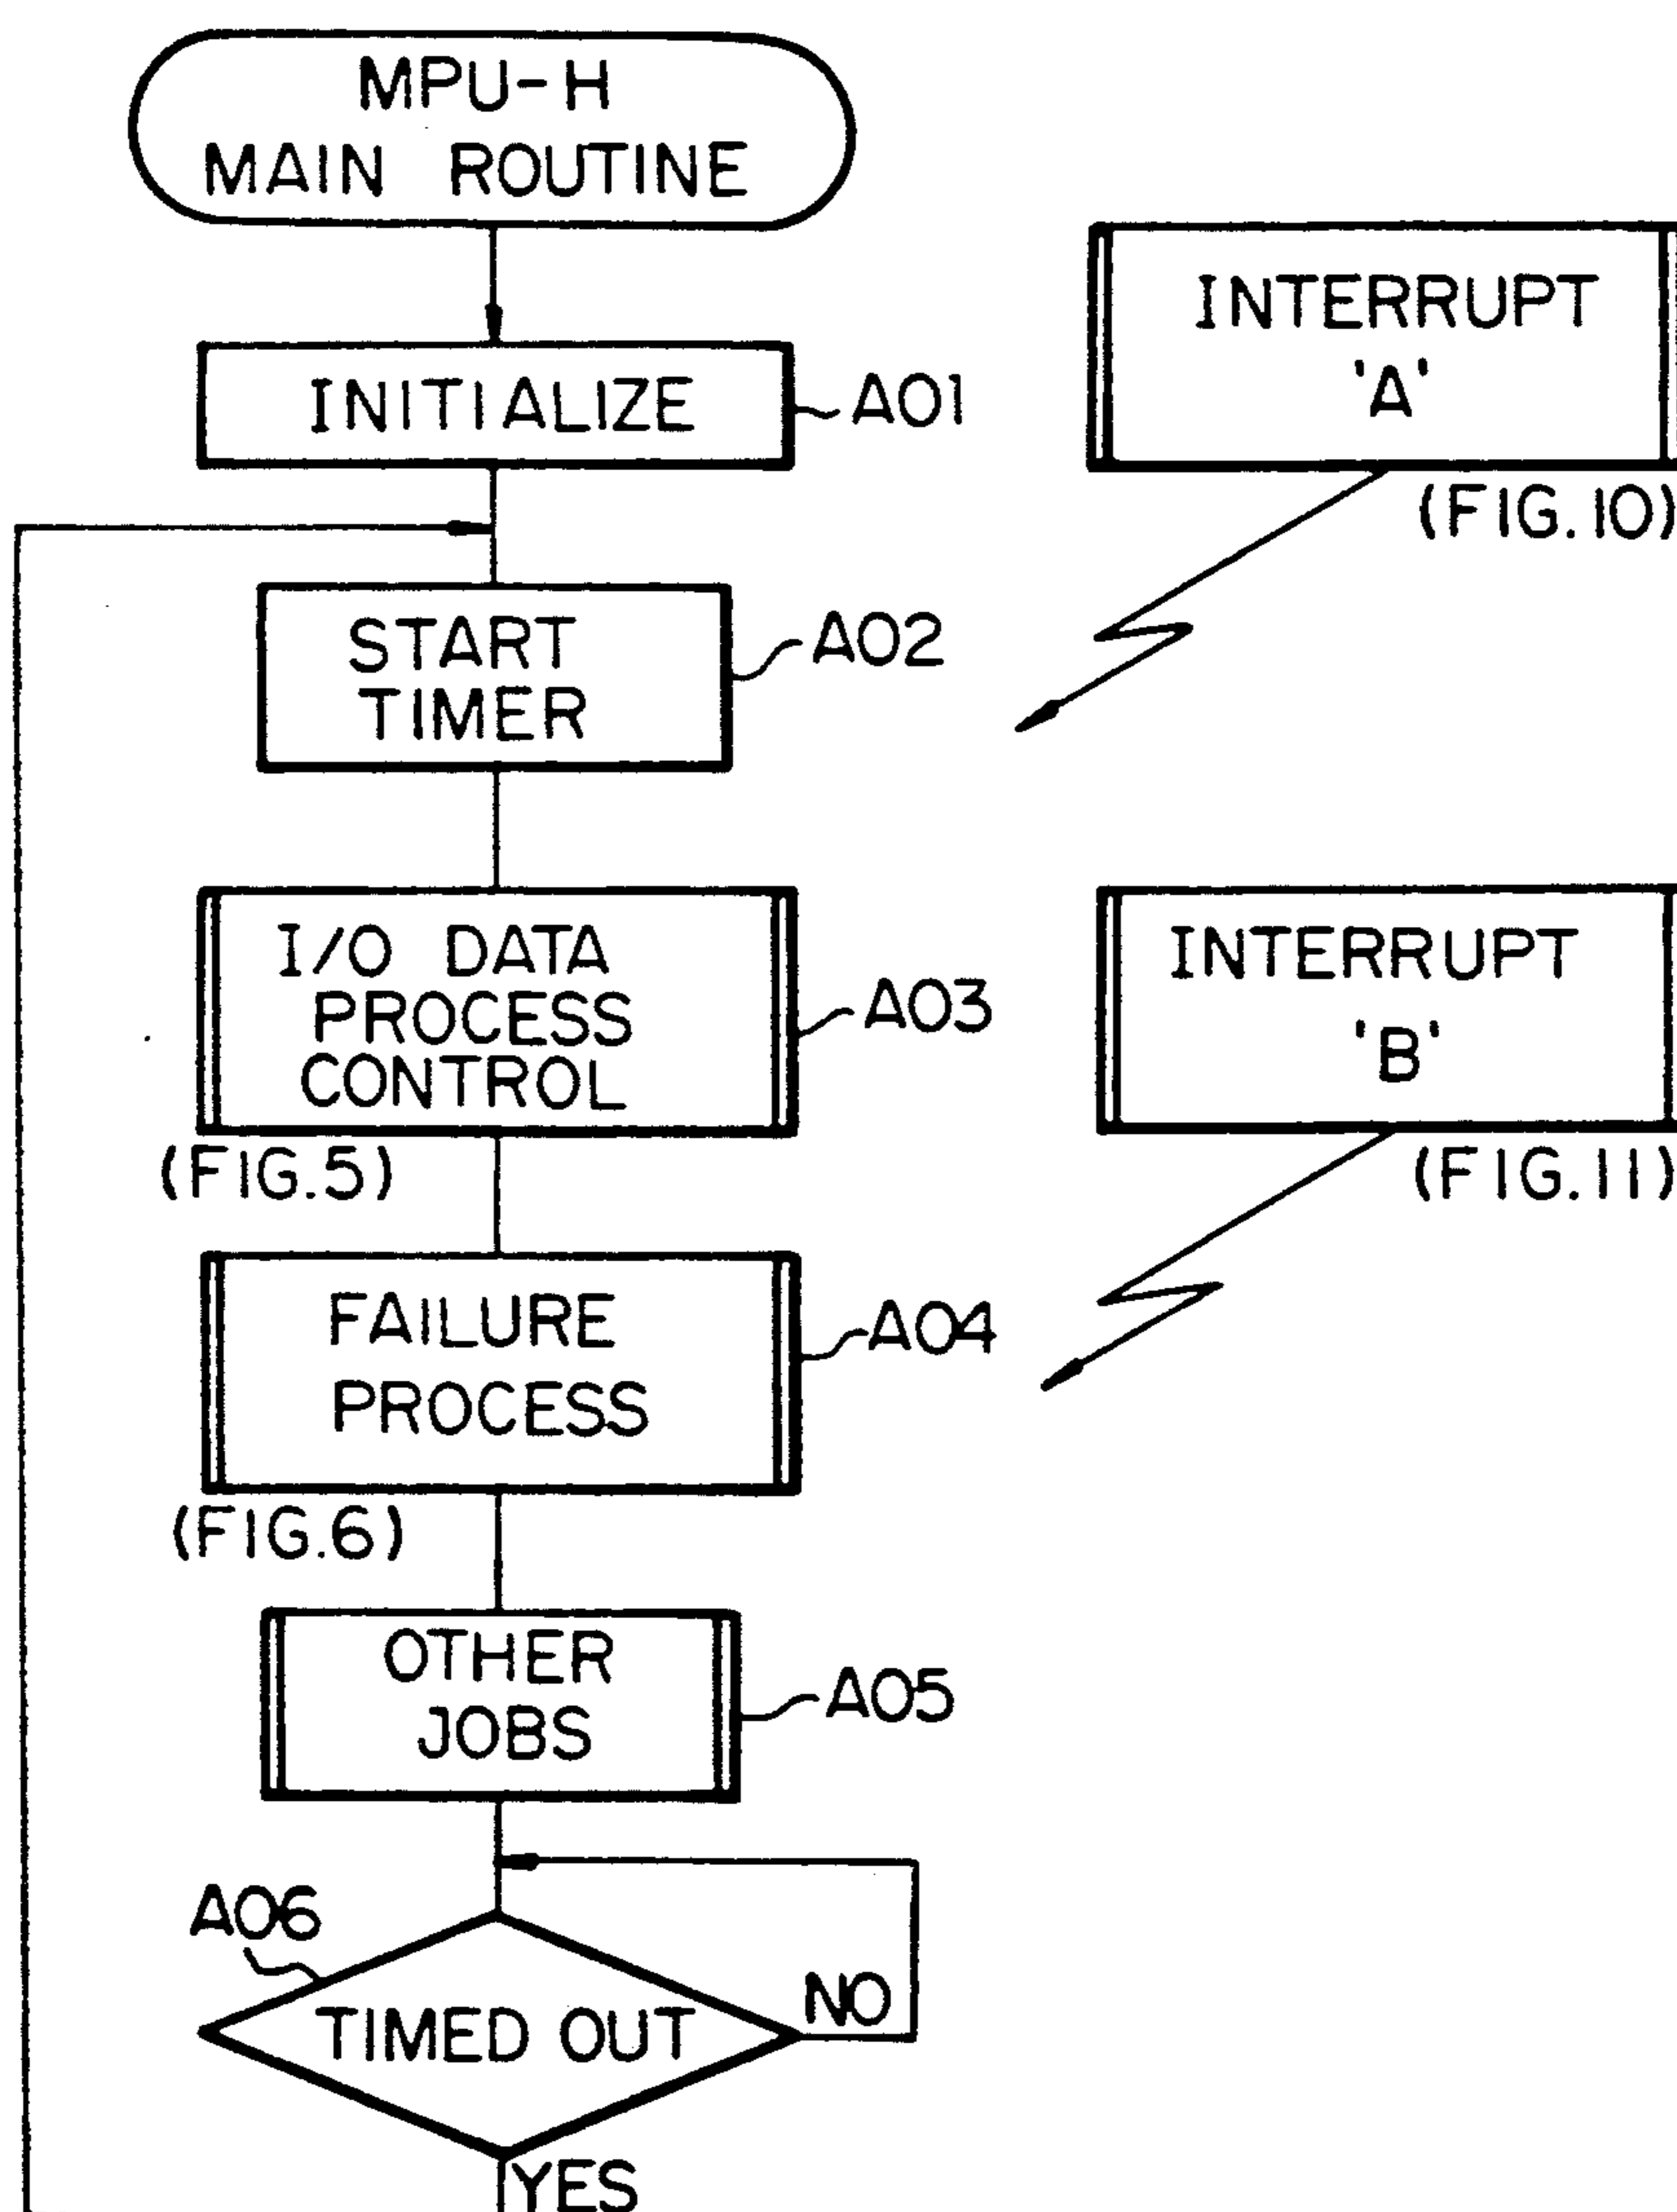 MPU-H
MAIN ROUTINE
INITIALIZE
A01
START
TIMER
A02
I/O DATA
PROCESS
CONTROL
A03
(FIG.5)
FAILURE
PROCESS
A04
(FIG.6)
OTHER
JOBS
A05
A06
TIMED OUT
NO
YES
INTERRUPT
'A'
(FIG.10)
INTERRUPT
'B'
(FIG.11)